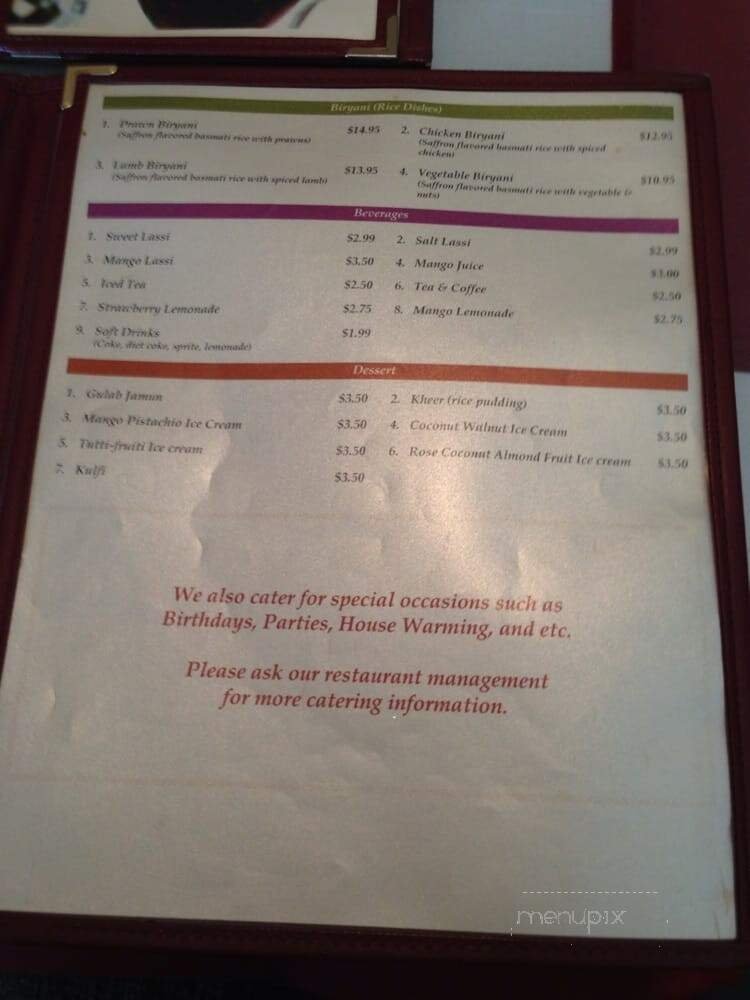 Biryani (Rice Dishes)
1. Prawn Biryani $14.95 2. Chicken Biryani $12.95
(Saffron flavored basmati rice with prawns) (Saffron flavored basmati rice with spiced
chicken)
3. Lamb Biryani $13.95 4. Vegetable Biryani $10.95
(Saffron flavored basmati rice with spiced lamb) (Saffron flavored basmati rice with vegetable &
nuts)
Beverages
1. Sweet Lassi $2.99 2. Salt Lassi $2.99
3. Mango Lassi $3.50 4. Mango Juice $3.00
5. Iced Tea $2.50 6. Tea & Coffee $2.50
7. Strawberry Lemonade $2.75 8. Mango Lemonade $2.75
9. Soft Drinks $1.99
(Coke, diet coke, sprite, lemonade)
Dessert
1. Gulab Jamun $3.50 2. Kheer (rice pudding) $3.50
3. Mango Pistachio Ice Cream $3.50 4. Coconut Walnut Ice Cream $3.50
5. Tutti-fruiti Ice cream $3.50 6. Rose Coconut Almond Fruit Ice cream $3.50
7. Kulfi $3.50
We also cater for special occasions such as
Birthdays, Parties, House Warming, and etc.
Please ask our restaurant management
for more catering information.
menupix